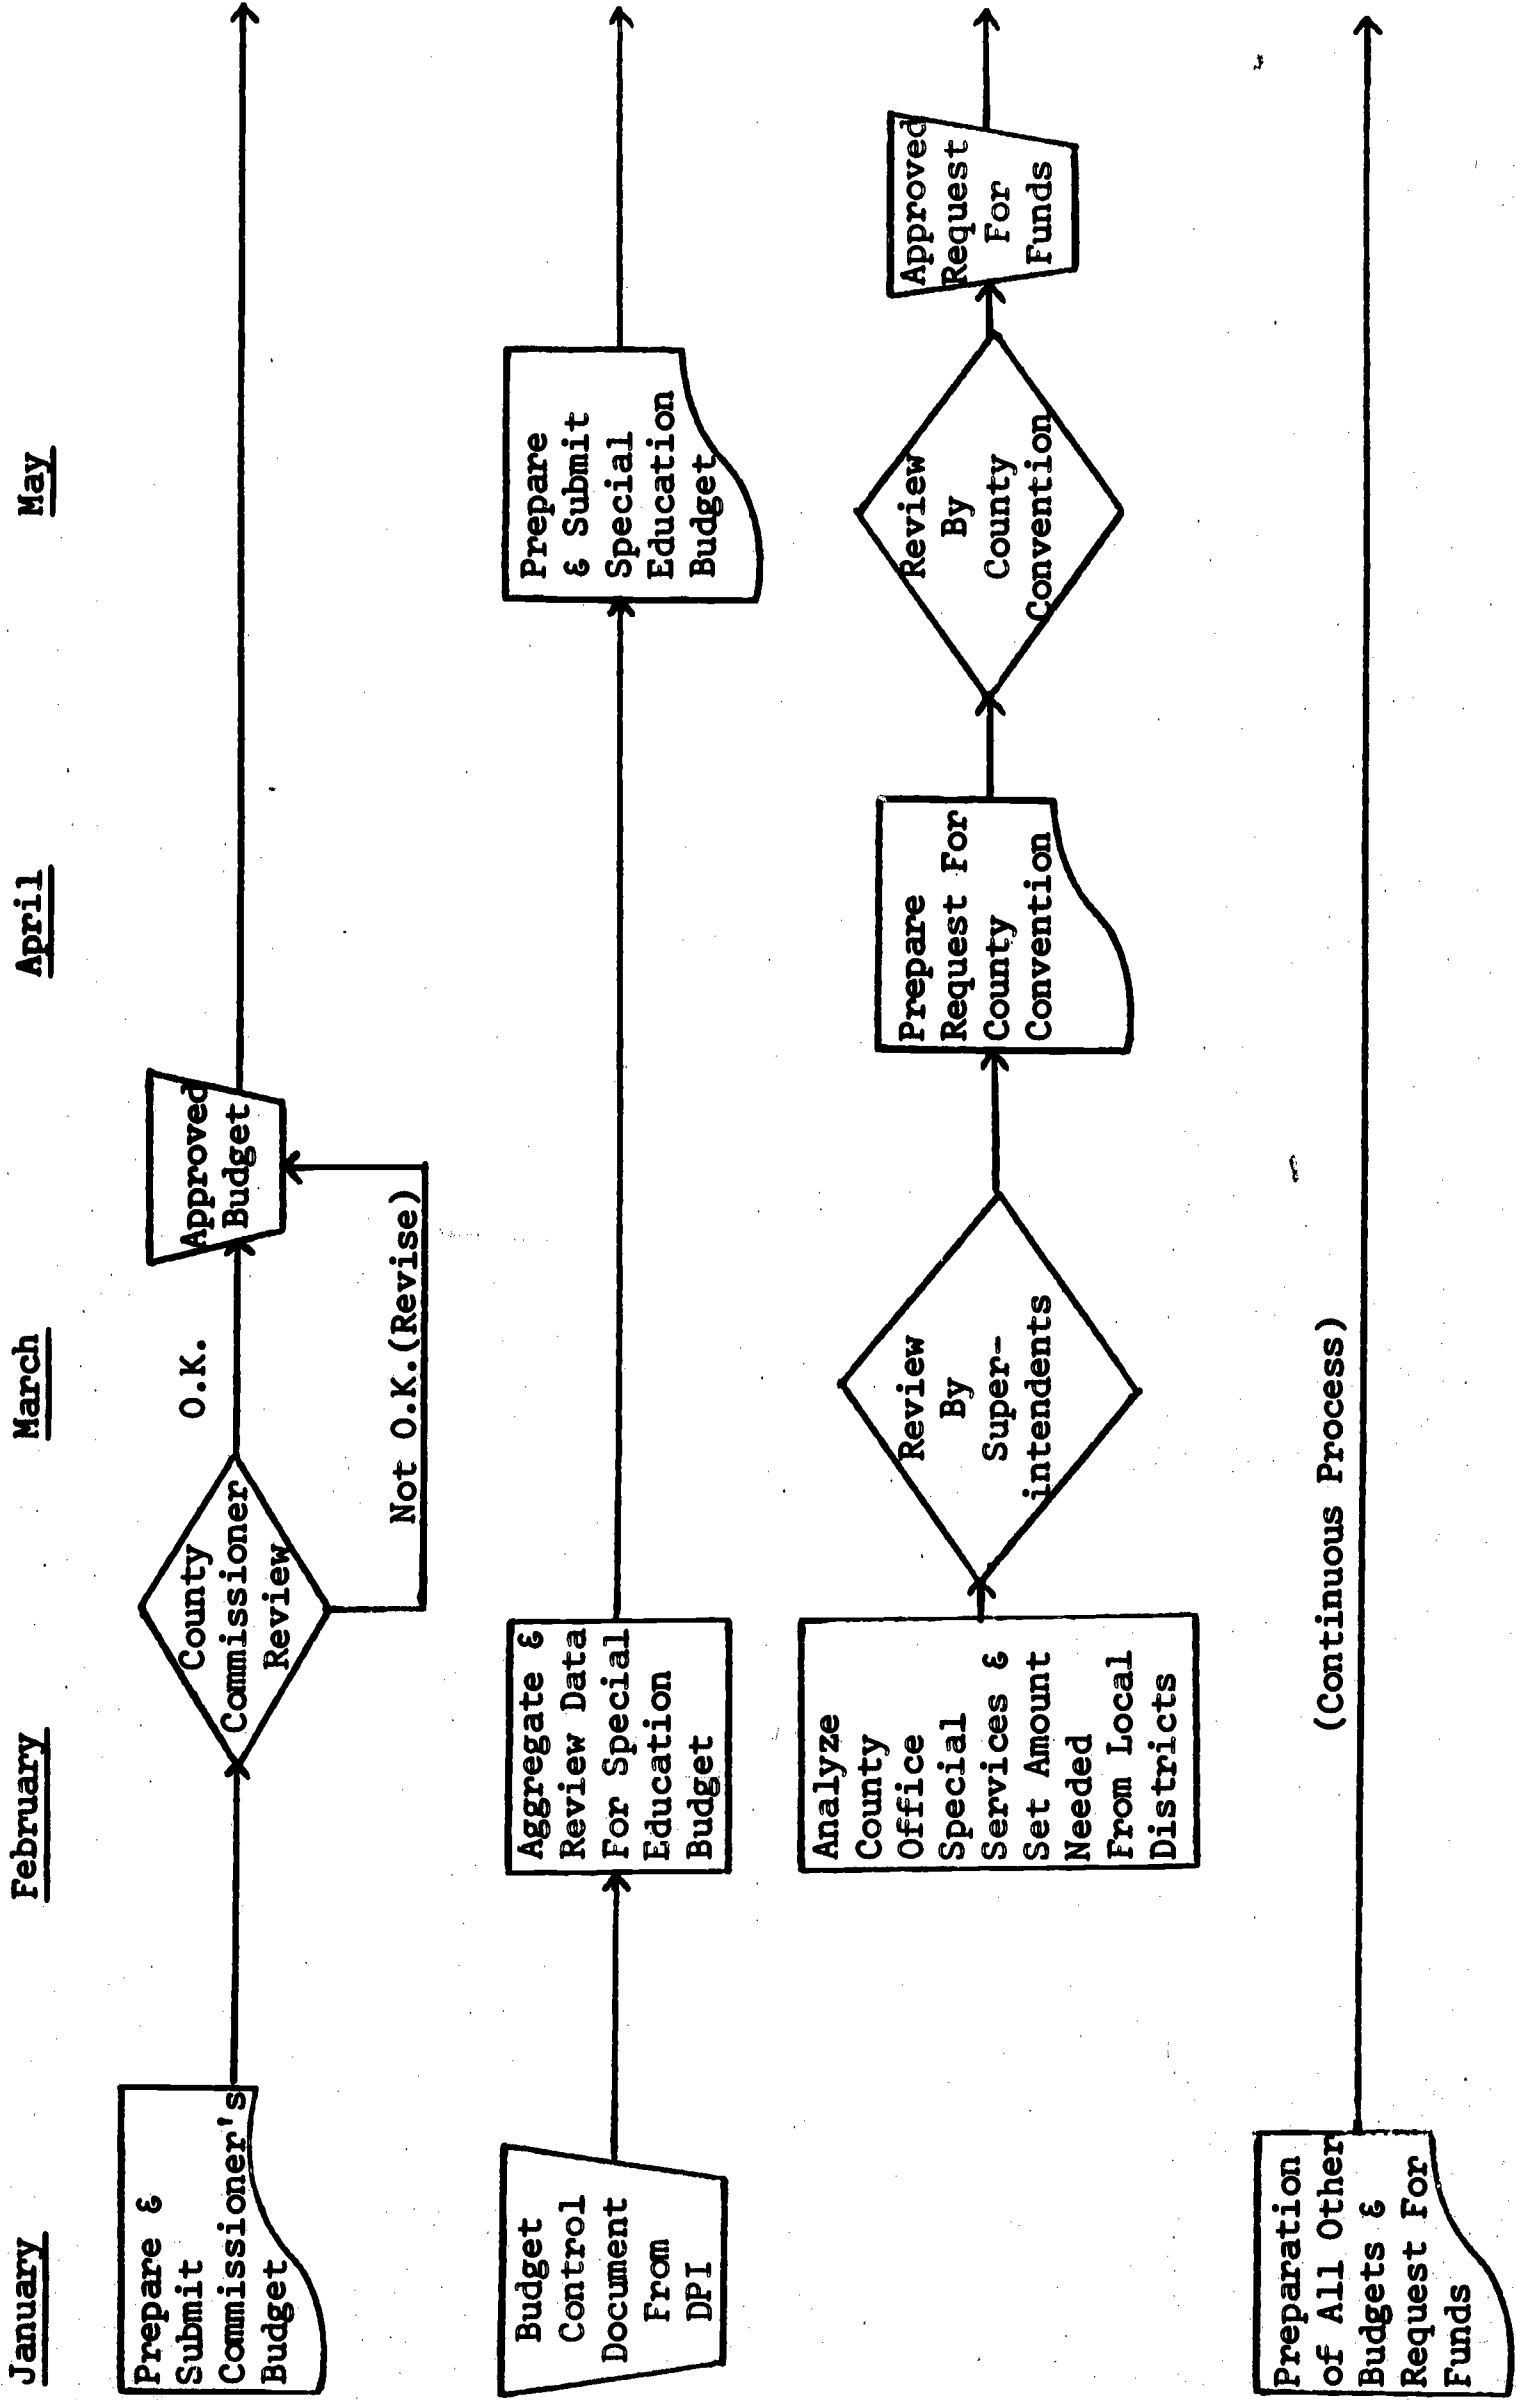 January
February
March
April
May
Prepare &
Submit
Commissioner's
Budget
County
Commissioner
Review
O.K.
Not O.K.(Revise)
Approved
Budget
Budget
Control
Document
From
DPI
Aggregate &
Review Data
For Special
Education
Budget
Prepare
& Submit
Special
Education
Budget
Analyze
County
Office
Special
Services &
Set Amount
Needed
From Local
Districts
Review
By
Super-
intendents
Prepare
Request For
County
Convention
Review
By
County
Convention
Approved
Request
For
Funds
Preparation
of All Other
Budgets &
Request For
Funds
(Continuous Process)